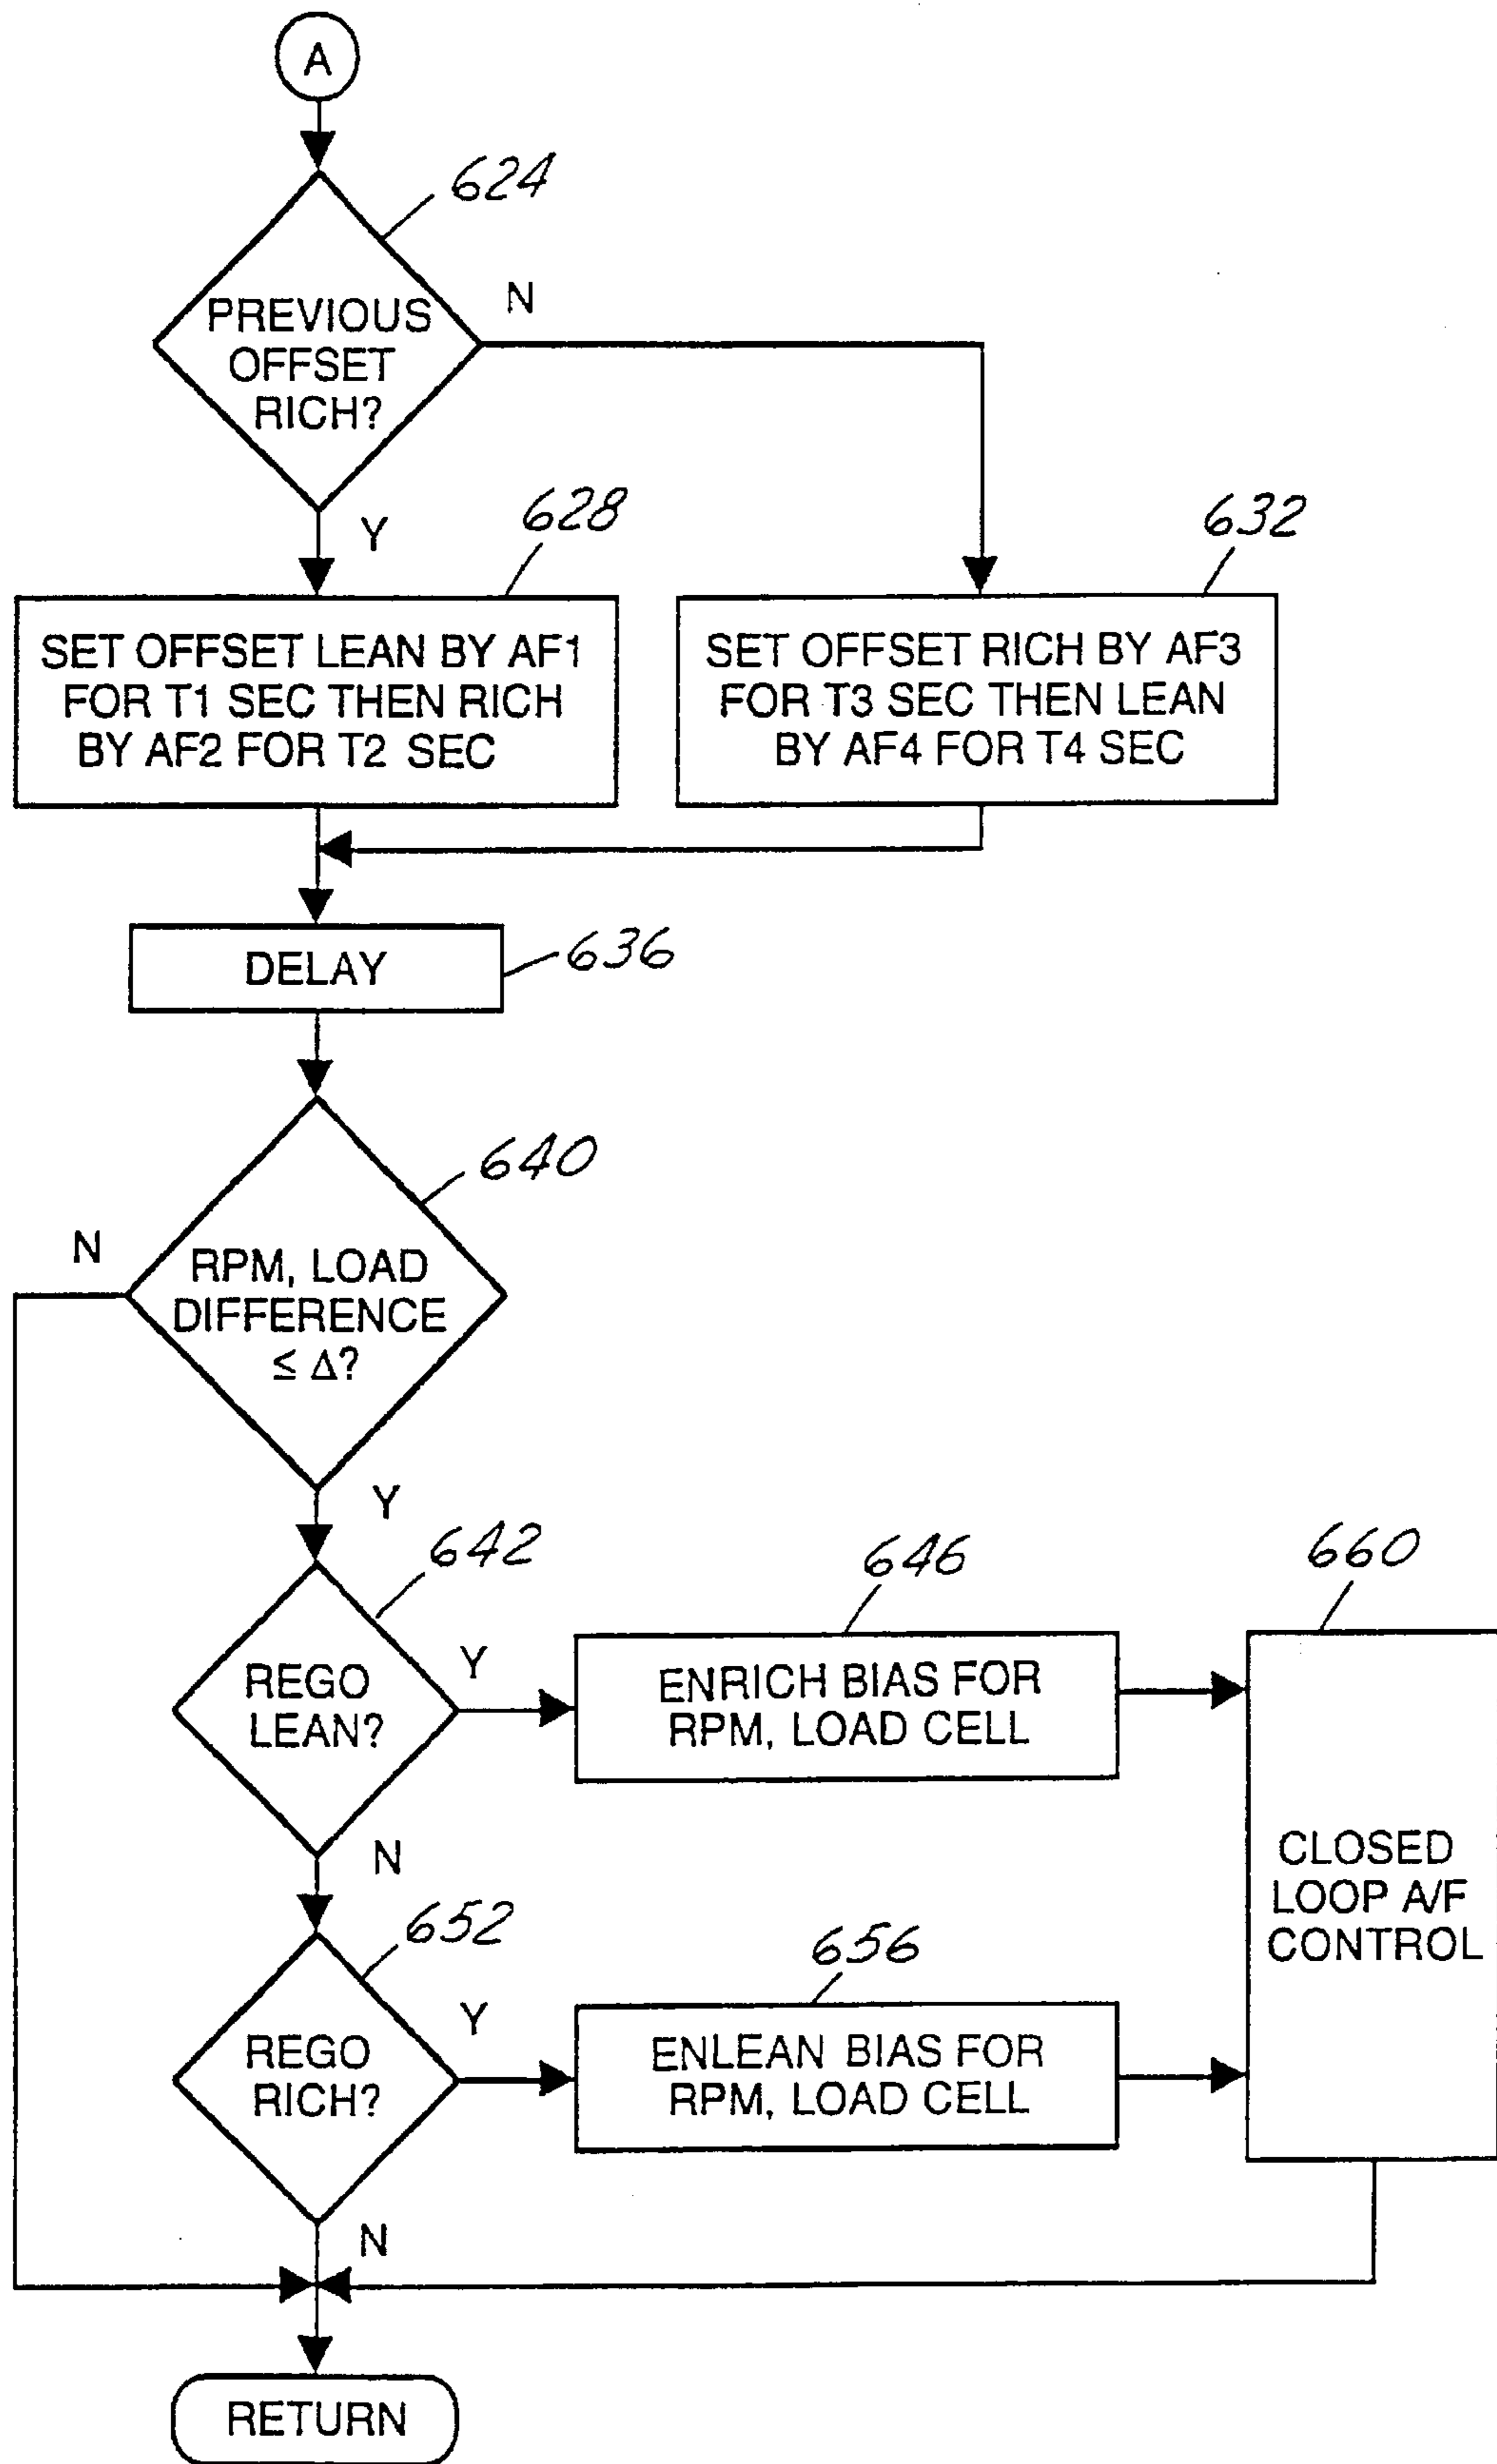 A
624
PREVIOUS
OFFSET
RICH?
N
Y
628
632
SET OFFSET LEAN BY AF1
FOR T1 SEC THEN RICH
BY AF2 FOR T2 SEC
SET OFFSET RICH BY AF3
FOR T3 SEC THEN LEAN
BY AF4 FOR T4 SEC
DELAY
636
640
N
RPM, LOAD
DIFFERENCE
≤ Δ?
Y
642
646
660
REGO
LEAN?
Y
ENRICH BIAS FOR
RPM, LOAD CELL
N
CLOSED
LOOP A/F
CONTROL
652
656
REGO
RICH?
Y
ENLEAN BIAS FOR
RPM, LOAD CELL
N
RETURN